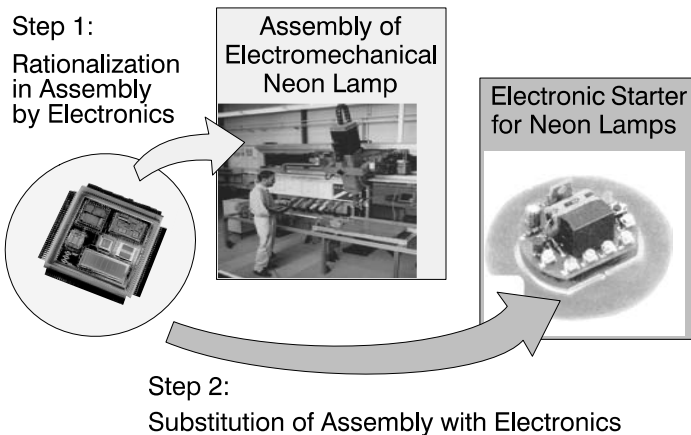 Step 1:
Rationalization
in Assembly
by Electronics
Assembly of
Electromechanical
Neon Lamp
Electronic Starter
for Neon Lamps
Step 2:
Substitution of Assembly with Electronics